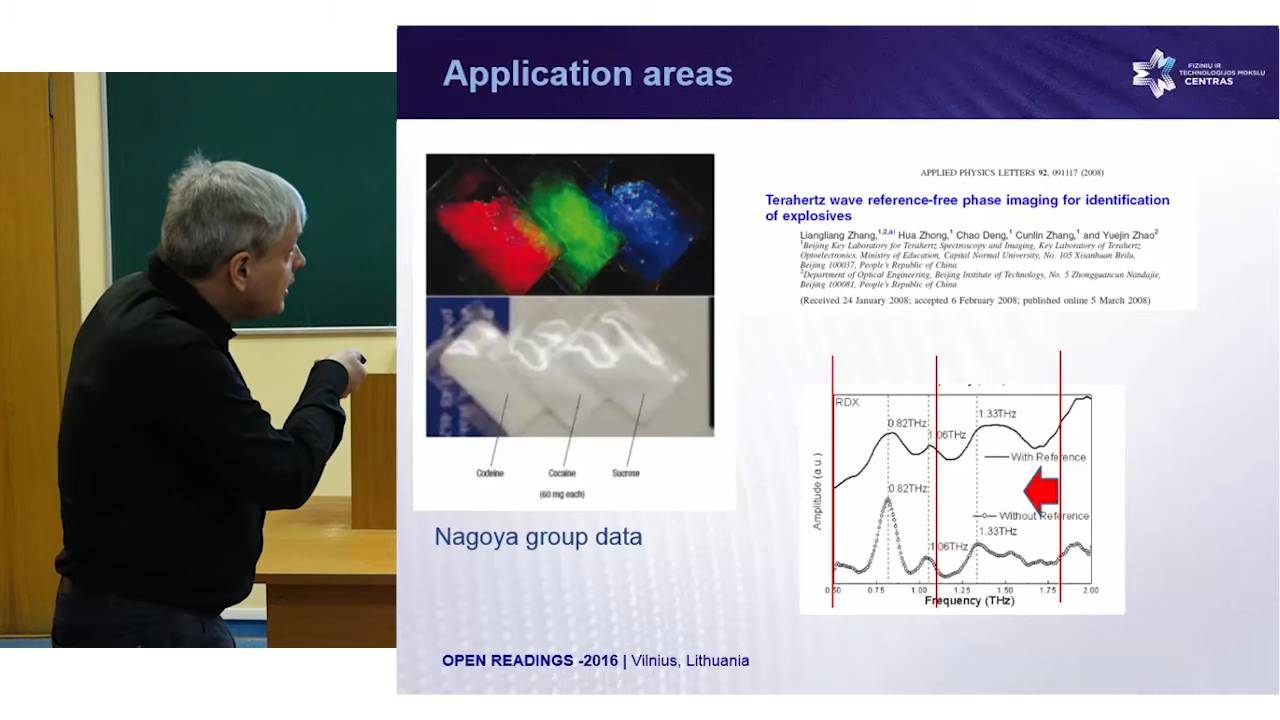 Application areas
FIZINIŲ IR
TECHNOLOGIJOS MOKSLŲ
CENTRAS
Codeine
Cocaine
Sucrose
(60 mg each)
Nagoya group data
APPLIED PHYSICS LETTERS 92, 091117 (2008)
Terahertz wave reference-free phase imaging for identification
of explosives
Liangliang Zhang,1,2,a) Hua Zhong,1 Chao Deng,1 Cunlin Zhang,1 and Yuejin Zhao2
1Beijing Key Laboratory for Terahertz Spectroscopy and Imaging, Key Laboratory of Terahertz
Optoelectronics, Ministry of Education, Capital Normal University, No. 105 Xisanhuan Beilu,
Beijing 100037, People's Republic of China
2Department of Optical Engineering, Beijing Institute of Technology, No. 5 Zhongguancun Nandajie,
Beijing 100081, People's Republic of China
(Received 24 January 2008; accepted 6 February 2008; published online 5 March 2008)
RDX
0.82THz
1.06THz
1.33THz
With Reference
0.82THz
Without Reference
1.06THz
1.33THz
Amplitude (a.u.)
0.50 0.75 1.00 1.25 1.50 1.75 2.00
Frequency (THz)
OPEN READINGS -2016 | Vilnius, Lithuania